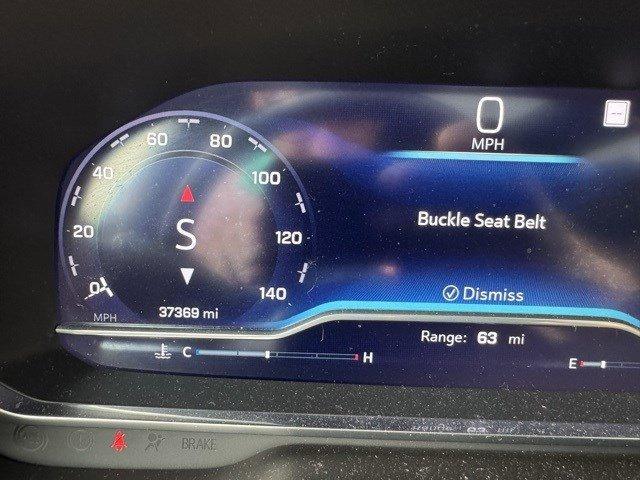 0
MPH
60 80
40 100
20 S 120
0 140
MPH
37369 mi
Buckle Seat Belt
Dismiss
Range: 63 mi
C H
E
BRAKE